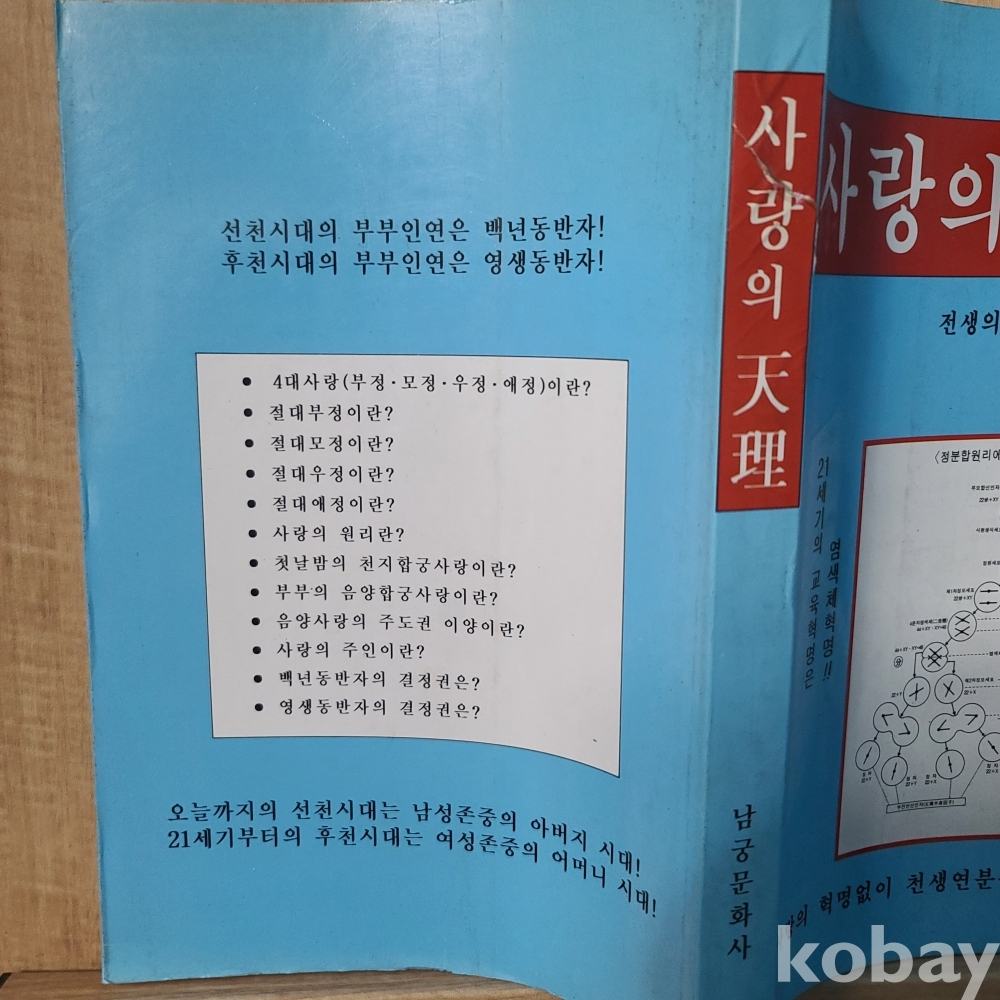 선천시대의 부부인연은 백년동반자!
후천시대의 부부인연은 영생동반자!
• 4대사랑(부정·모정·우정·애정)이란?
• 절대부정이란?
• 절대모정이란?
• 절대우정이란?
• 절대애정이란?
• 사랑의 원리란?
• 첫날밤의 천지합궁사랑이란?
• 부부의 음양합궁사랑이란?
• 음양사랑의 주도권 이양이란?
• 사랑의 주인이란?
• 백년동반자의 결정권은?
• 영생동반자의 결정권은?
오늘까지의 선천시대는 남성존중의 아버지 시대!
21세기부터의 후천시대는 여성존중의 어머니 시대!
사랑의 天理
21세기의 교육혁명은
염색체혁명!!
남궁문화사
사랑의
전생의
〈정분합원리에
22+Y
22+X
22+Y
22+X
혁명없이 천생연분
kobay